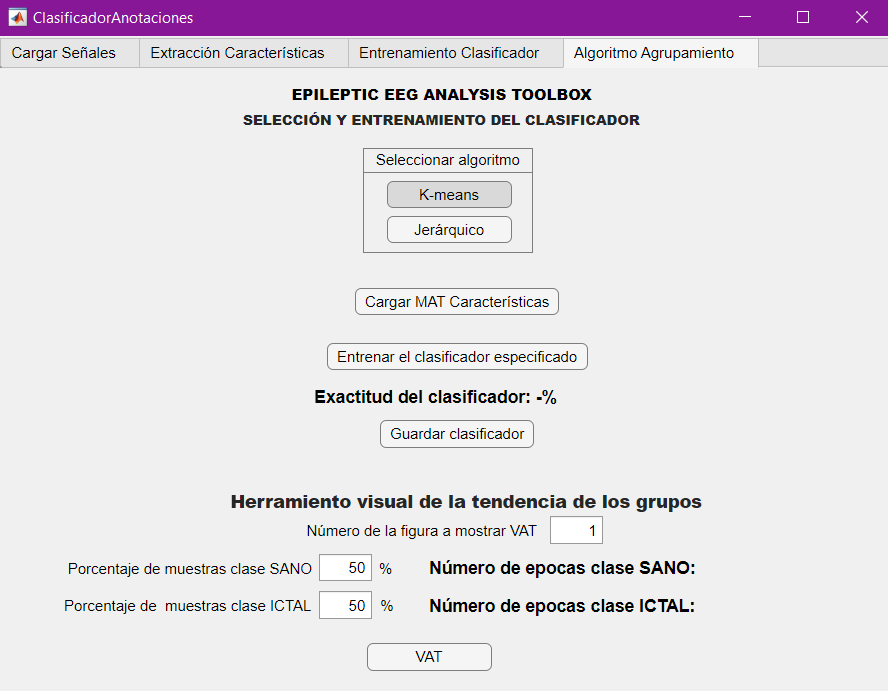 ClasificadorAnotaciones
Cargar Señales Extracción Características Entrenamiento Clasificador Algoritmo Agrupamiento
EPILEPTIC EEG ANALYSIS TOOLBOX
SELECCIÓN Y ENTRENAMIENTO DEL CLASIFICADOR
Seleccionar algoritmo
K-means
Jerárquico
Cargar MAT Características
Entrenar el clasificador especificado
Exactitud del clasificador: -%
Guardar clasificador
Herramiento visual de la tendencia de los grupos
Número de la figura a mostrar VAT 1
Porcentaje de muestras clase SANO 50 % Número de epocas clase SANO:
Porcentaje de muestras clase ICTAL 50 % Número de epocas clase ICTAL:
VAT